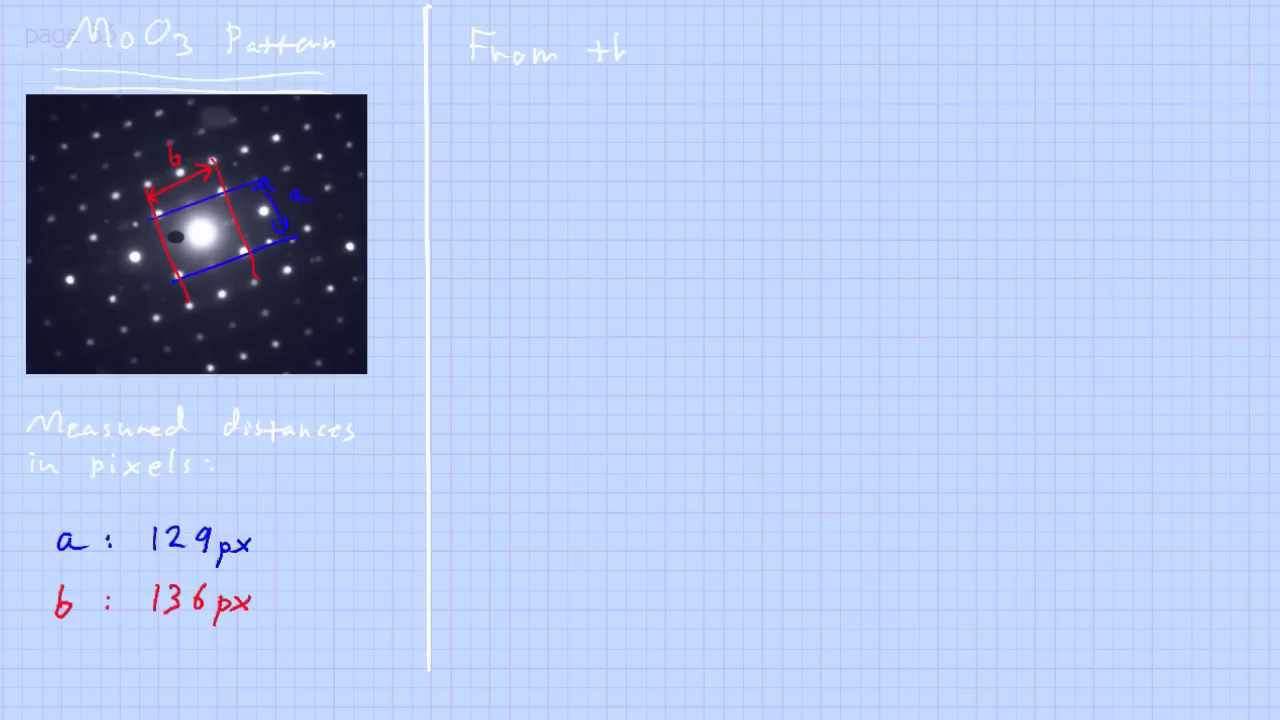 MoO3 Pattern
b
a
Measured distances
in pixels:
a : 129px
b : 136px
From th